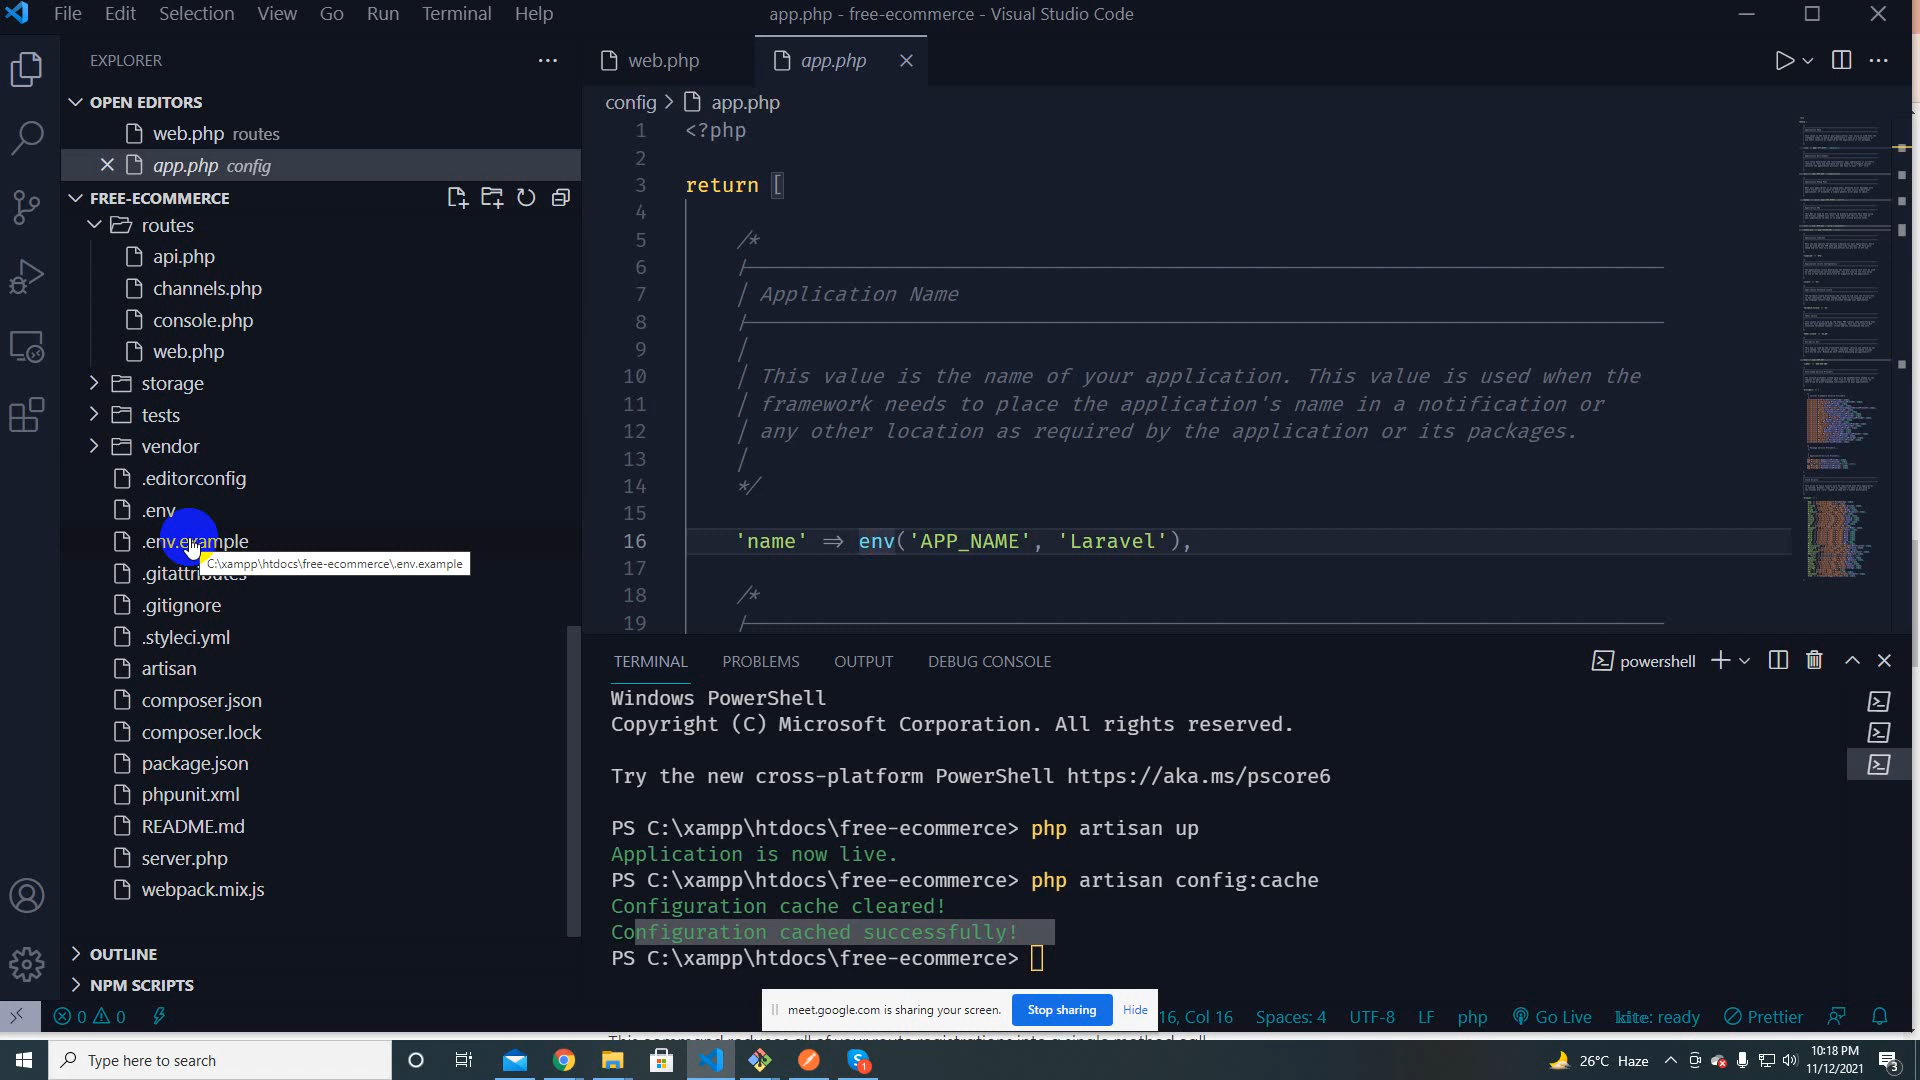 File Edit Selection View Go Run Terminal Help
app.php - free-ecommerce - Visual Studio Code
EXPLORER
OPEN EDITORS
web.php routes
app.php config
FREE-ECOMMERCE
routes
api.php
channels.php
console.php
web.php
storage
tests
vendor
.editorconfig
.env
.env.example
C:\xampp\htdocs\free-ecommerce\.env.example
.gitattributes
.gitignore
.styleci.yml
artisan
composer.json
composer.lock
package.json
phpunit.xml
README.md
server.php
webpack.mix.js
OUTLINE
NPM SCRIPTS
web.php app.php
config > app.php
1 <?php
2
3 return [
4
5 /*
6 |
7 | Application Name
8 |
9 |
10 | This value is the name of your application. This value is used when the
11 | framework needs to place the application's name in a notification or
12 | any other location as required by the application or its packages.
13 |
14 */
15
16 'name' => env('APP_NAME', 'Laravel'),
17
18 /*
19 |
TERMINAL PROBLEMS OUTPUT DEBUG CONSOLE
powershell
Windows PowerShell
Copyright (C) Microsoft Corporation. All rights reserved.
Try the new cross-platform PowerShell https://aka.ms/pscore6
PS C:\xampp\htdocs\free-ecommerce> php artisan up
Application is now live.
PS C:\xampp\htdocs\free-ecommerce> php artisan config:cache
Configuration cache cleared!
Configuration cached successfully!
PS C:\xampp\htdocs\free-ecommerce>
meet.google.com is sharing your screen. Stop sharing Hide
0 0
16, Col 16 Spaces: 4 UTF-8 LF php Go Live kite: ready Prettier
Type here to search
1
26°C Haze
10:18 PM
11/12/2021
3